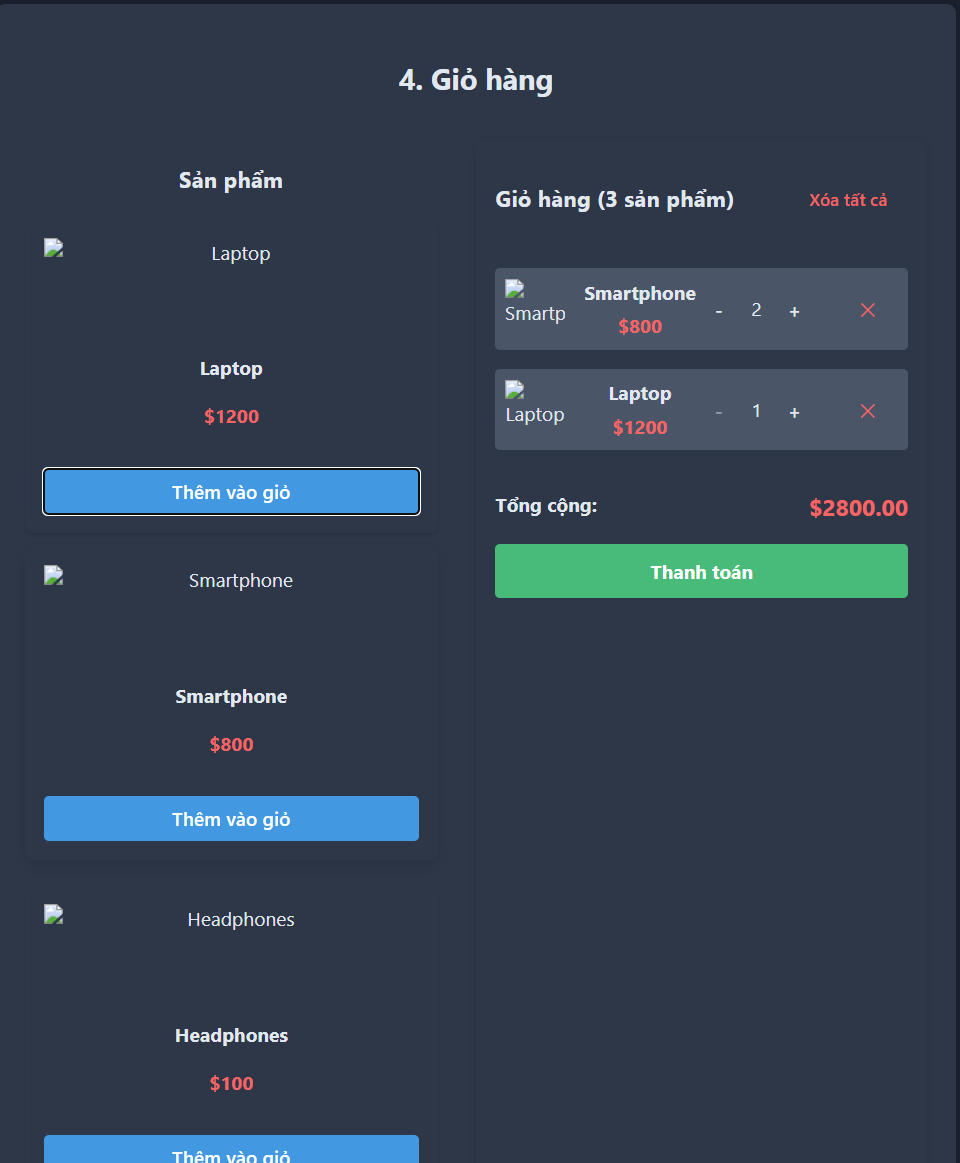 4. Giỏ hàng
Sản phẩm
Laptop
Laptop
$1200
Thêm vào giỏ
Smartphone
Smartphone
$800
Thêm vào giỏ
Headphones
Headphones
$100
Thêm vào giỏ
Giỏ hàng (3 sản phẩm) Xóa tất cả
Smartp
Smartphone
$800
- 2 +
Laptop
Laptop
$1200
- 1 +
Tổng cộng: $2800.00
Thanh toán